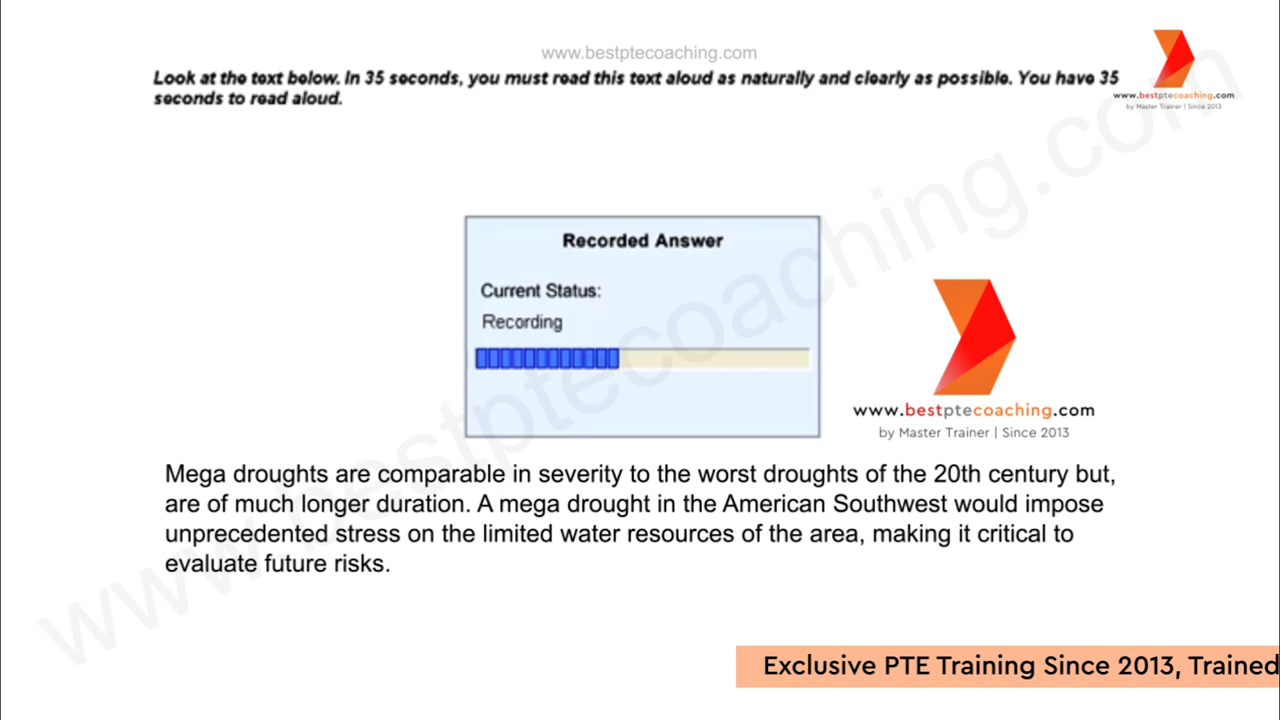 www.bestptecoaching.com
Look at the text below. In 35 seconds, you must read this text aloud as naturally and clearly as possible. You have 35
seconds to read aloud.
www.bestptecoaching.com
by Master Trainer | Since 2013
Recorded Answer
Current Status:
Recording
www.bestptecoaching.com
by Master Trainer | Since 2013
www.bestptecoaching.com
Mega droughts are comparable in severity to the worst droughts of the 20th century but,
are of much longer duration. A mega drought in the American Southwest would impose
unprecedented stress on the limited water resources of the area, making it critical to
evaluate future risks.
Exclusive PTE Training Since 2013, Trained